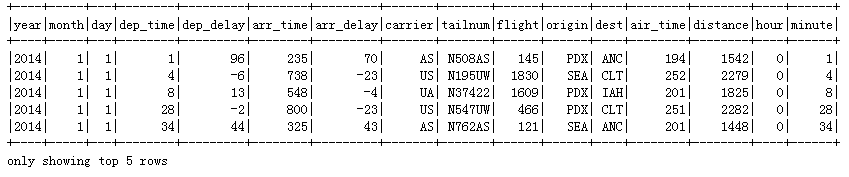 +----+-----+---+--------+---------+--------+---------+-------+-------+------+------+----+--------+--------+----+------+
|year|month|day|dep_time|dep_delay|arr_time|arr_delay|carrier|tailnum|flight|origin|dest|air_time|distance|hour|minute|
+----+-----+---+--------+---------+--------+---------+-------+-------+------+------+----+--------+--------+----+------+
|2014|    1|  1|       1|       96|     235|       70|     AS| N508AS|   145|   PDX| ANC|     194|    1542|   0|     1|
|2014|    1|  1|       4|       -6|     738|      -23|     US| N195UW|  1830|   SEA| CLT|     252|    2279|   0|     4|
|2014|    1|  1|       8|       13|     548|       -4|     UA| N37422|  1609|   PDX| IAH|     201|    1825|   0|     8|
|2014|    1|  1|      28|       -2|     800|      -23|     US| N547UW|   466|   PDX| CLT|     251|    2282|   0|    28|
|2014|    1|  1|      34|       44|     325|       43|     AS| N762AS|   121|   SEA| ANC|     201|    1448|   0|    34|
+----+-----+---+--------+---------+--------+---------+-------+-------+------+------+----+--------+--------+----+------+
only showing top 5 rows